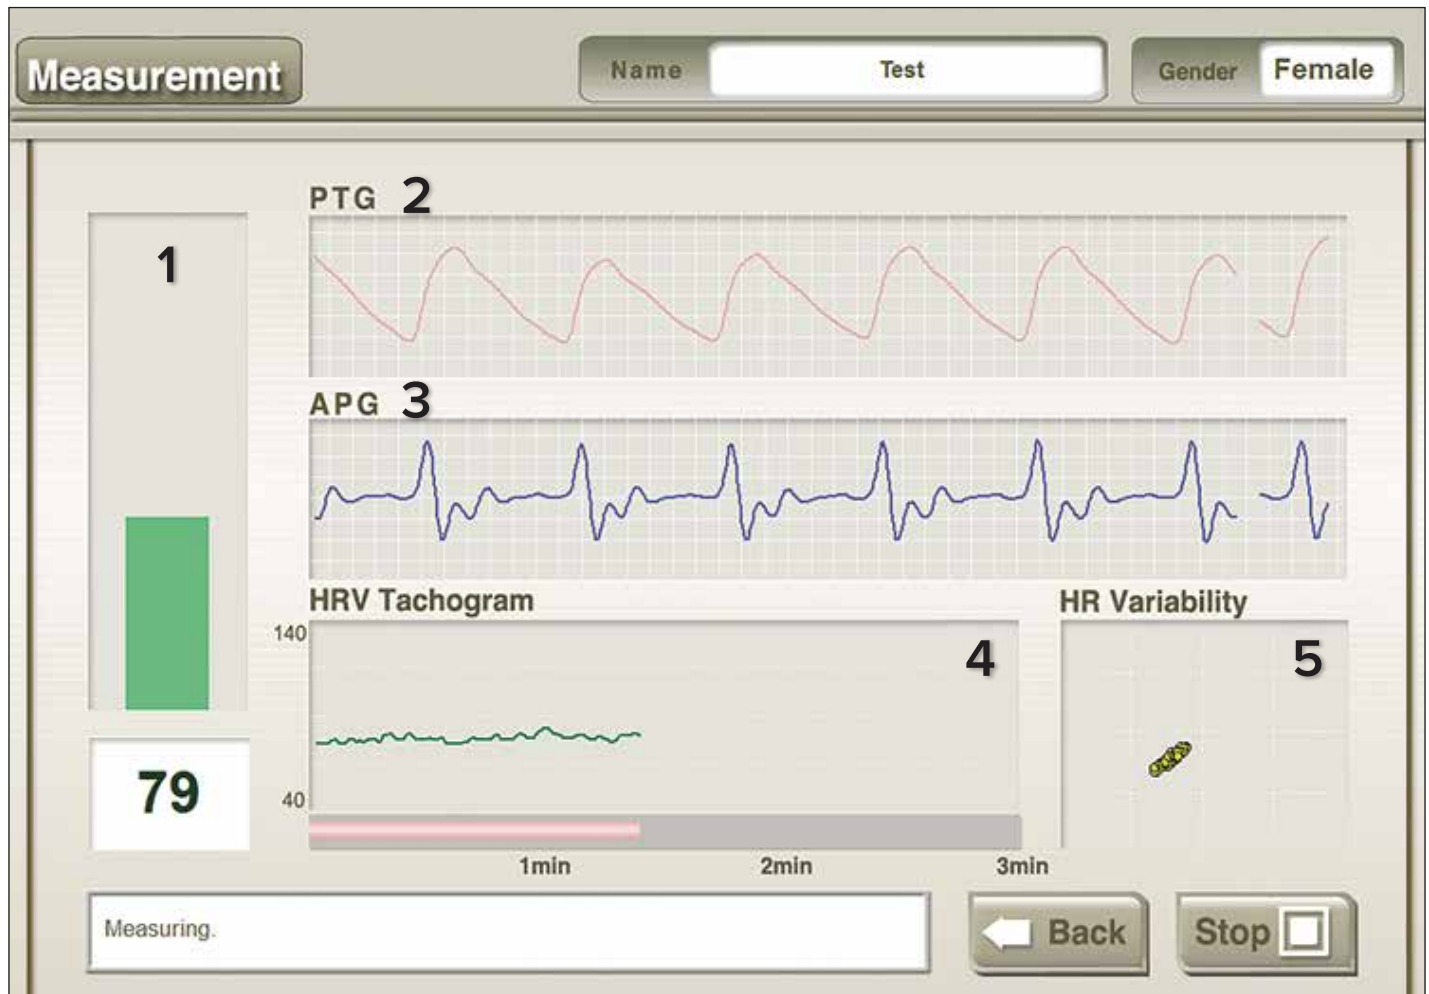 Measurement
Name Test
Gender Female
PTG 2
1
APG 3
HRV Tachogram
HR Variability
140
4
5
79
40
1min 2min 3min
Measuring.
Back
Stop